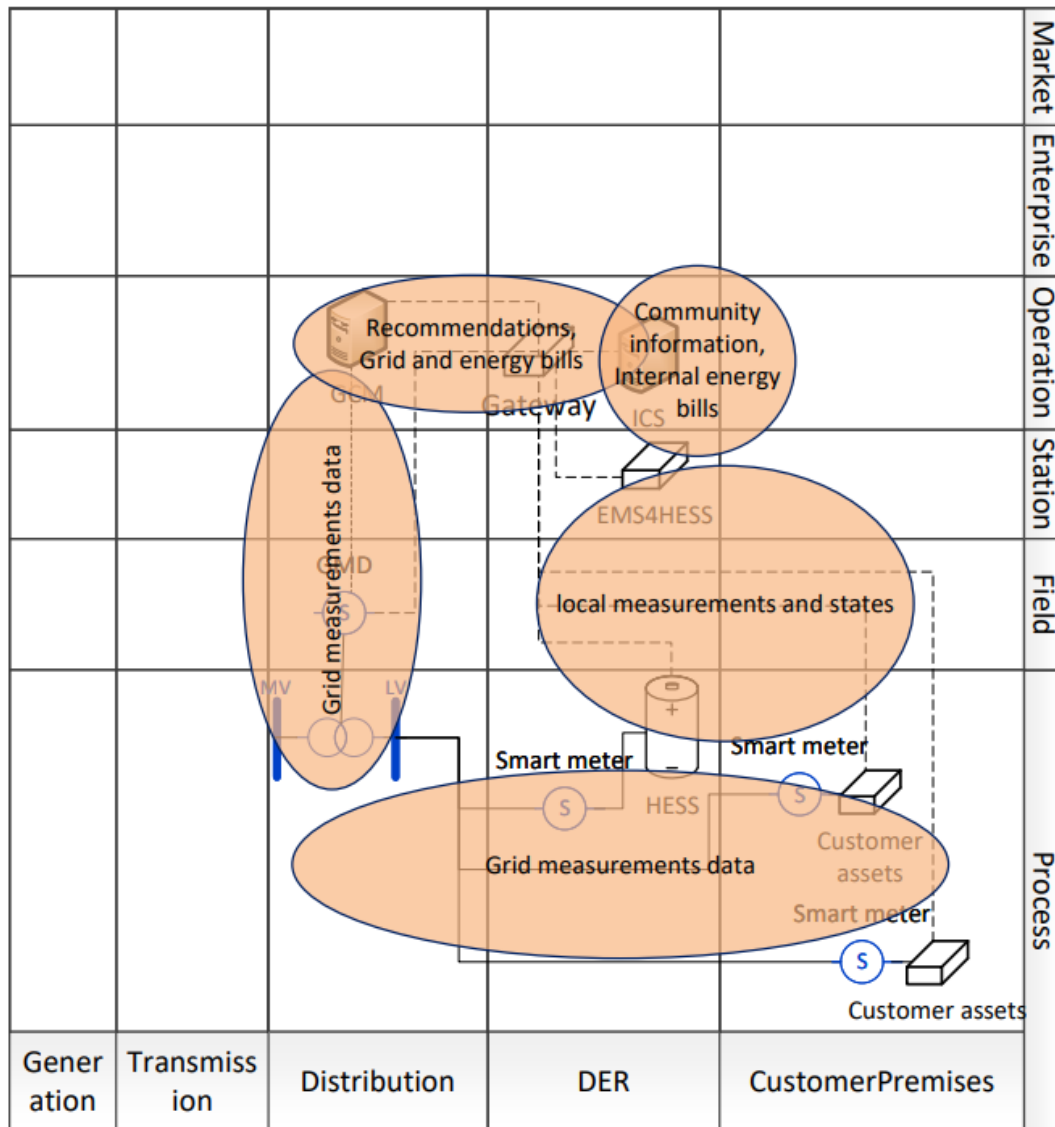 Market
Enterprise
Operation
Station
Field
Process
Recommendations,
Grid and energy bills
Community
information,
Internal energy
bills
GCM
Gateway
ICS
Grid measurements data
EMS4HESS
GMD
S
local measurements and states
MV
LV
Smart meter
Smart meter
S
S
HESS
Customer
assets
Grid measurements data
Smart meter
S
Customer assets
Gener
ation
Transmiss
ion
Distribution
DER
CustomerPremises